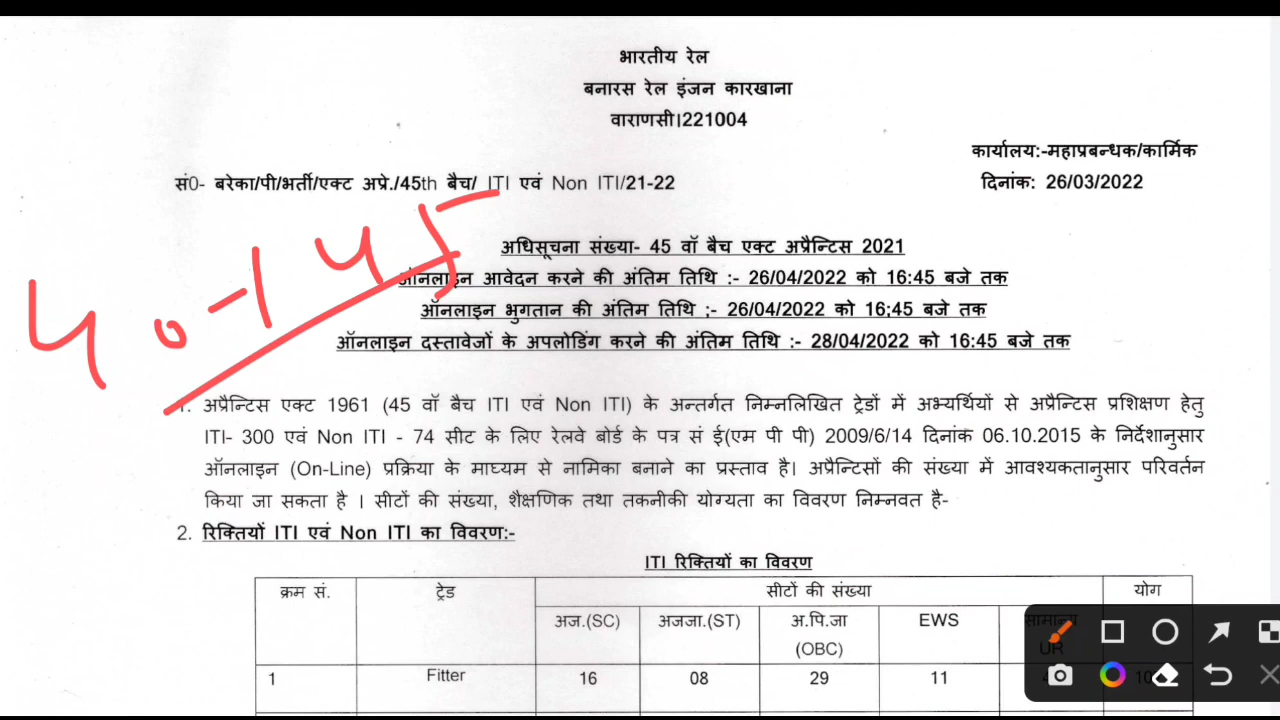 भारतीय रेल
बनारस रेल इंजन कारखाना
वाराणसी।221004
कार्यालय:-महाप्रबन्धक/कार्मिक
सं0- बरेका/पी/भर्ती/एक्ट अप्रे./45th बैच/ ITI एवं Non ITI/21-22
दिनांक: 26/03/2022
40-145
अधिसूचना संख्या- 45 वॉ बैच एक्ट अप्रैन्टिस 2021
ऑनलाइन आवेदन करने की अंतिम तिथि :- 26/04/2022 को 16:45 बजे तक
ऑनलाइन भुगतान की अंतिम तिथि ;- 26/04/2022 को 16:45 बजे तक
ऑनलाइन दस्तावेजों के अपलोडिंग करने की अंतिम तिथि :- 28/04/2022 को 16:45 बजे तक
1. अप्रैन्टिस एक्ट 1961 (45 वॉ बैच ITI एवं Non ITI) के अन्तर्गत निम्नलिखित ट्रेडों में अभ्यर्थियों से अप्रैन्टिस प्रशिक्षण हेतु
ITI- 300 एवं Non ITI - 74 सीट के लिए रेलवे बोर्ड के पत्र सं ई(एम पी पी) 2009/6/14 दिनांक 06.10.2015 के निर्देशानुसार
ऑनलाइन (On-Line) प्रक्रिया के माध्यम से नामिका बनाने का प्रस्ताव है। अप्रैन्टिसों की संख्या में आवश्यकतानुसार परिवर्तन
किया जा सकता है । सीटों की संख्या, शैक्षणिक तथा तकनीकी योग्यता का विवरण निम्नवत है-
2. रिक्तियों ITI एवं Non ITI का विवरण:-
ITI रिक्तियों का विवरण
क्रम सं. ट्रेड सीटों की संख्या योग
अज.(SC) अजजा.(ST) अ.पि.जा (OBC) EWS सामान्य UR
1 Fitter 16 08 29 11